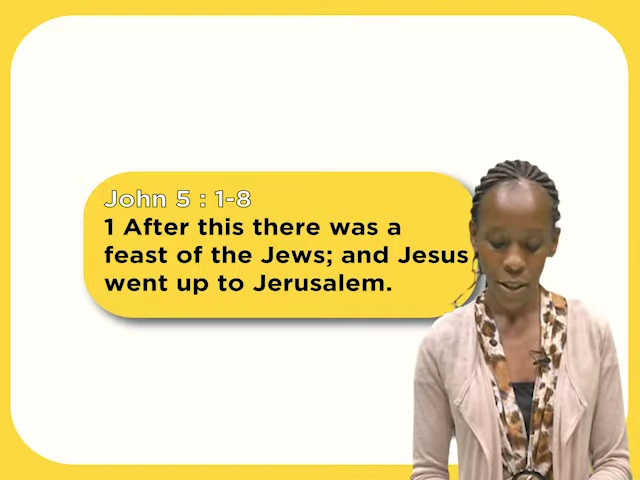 John 5 : 1-8
1 After this there was a
feast of the Jews; and Jesus
went up to Jerusalem.